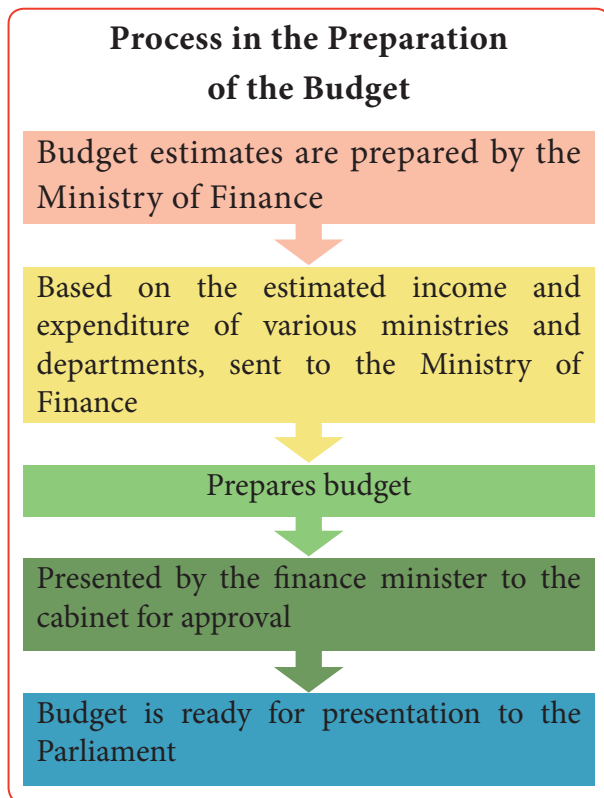 Process in the Preparation
of the Budget
Budget estimates are prepared by the
Ministry of Finance
Based on the estimated income and
expenditure of various ministries and
departments, sent to the Ministry of
Finance
Prepares budget
Presented by the finance minister to the
cabinet for approval
Budget is ready for presentation to the
Parliament